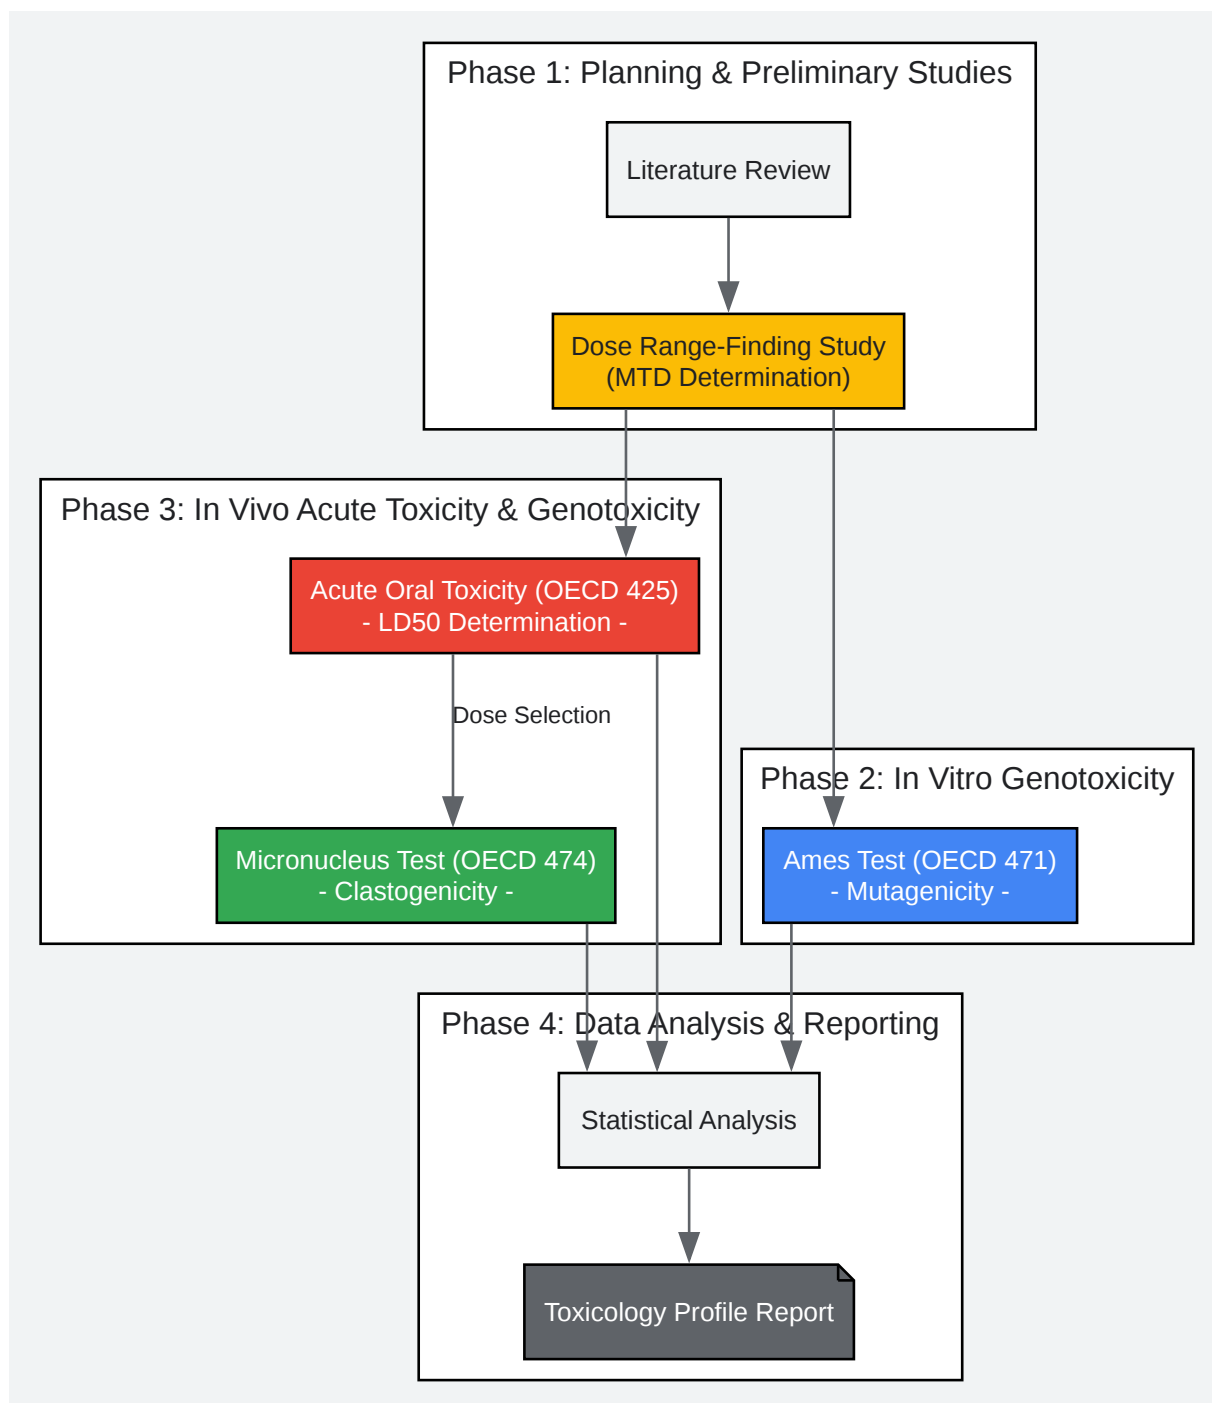 Phase 1: Planning & Preliminary Studies
Literature Review
Dose Range-Finding Study
(MTD Determination)
Phase 3: In Vivo Acute Toxicity & Genotoxicity
Acute Oral Toxicity (OECD 425)
- LD50 Determination -
Dose Selection
Micronucleus Test (OECD 474)
- Clastogenicity -
Phase 2: In Vitro Genotoxicity
Ames Test (OECD 471)
- Mutagenicity -
Phase 4: Data Analysis & Reporting
Statistical Analysis
Toxicology Profile Report